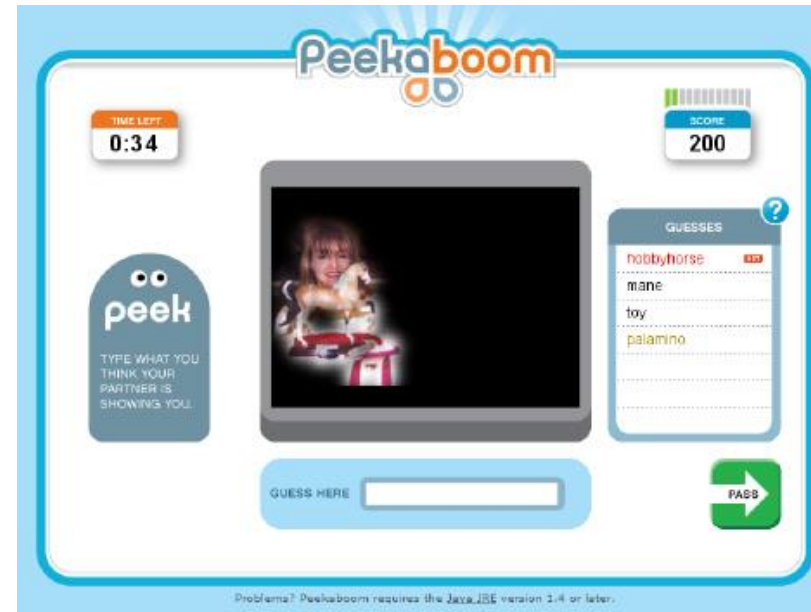 Peekaboom
TIME LEFT
0:34
SCORE
200
?
GUESSES
hobbyhorse
mane
toy
palamino
peek
TYPE WHAT YOU
THINK YOUR
PARTNER IS
SHOWING YOU.
GUESS HERE
PASS
Problems? Peekaboom requires the Java JRE version 1.4 or later.